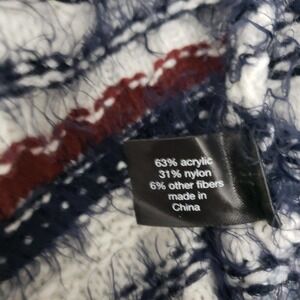 63% acrylic
31% nylon
6% other fibers
made in
China